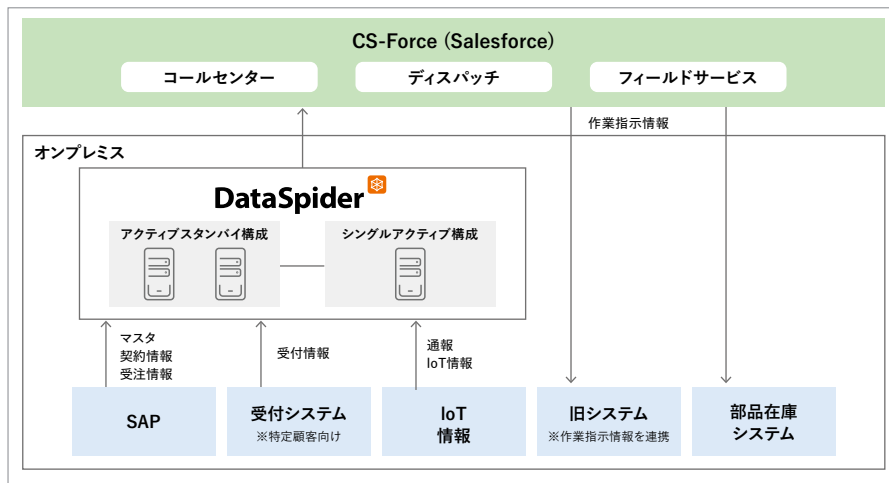 CS-Force (Salesforce)
コールセンター
ディスパッチ
フィールドサービス
作業指示情報
オンプレミス
DataSpider
アクティブスタンバイ構成
シングルアクティブ構成
マスタ
契約情報
受注情報
受付情報
通報
IoT情報
SAP
受付システム
※特定顧客向け
IoT
情報
旧システム
※作業指示情報を連携
部品在庫
システム